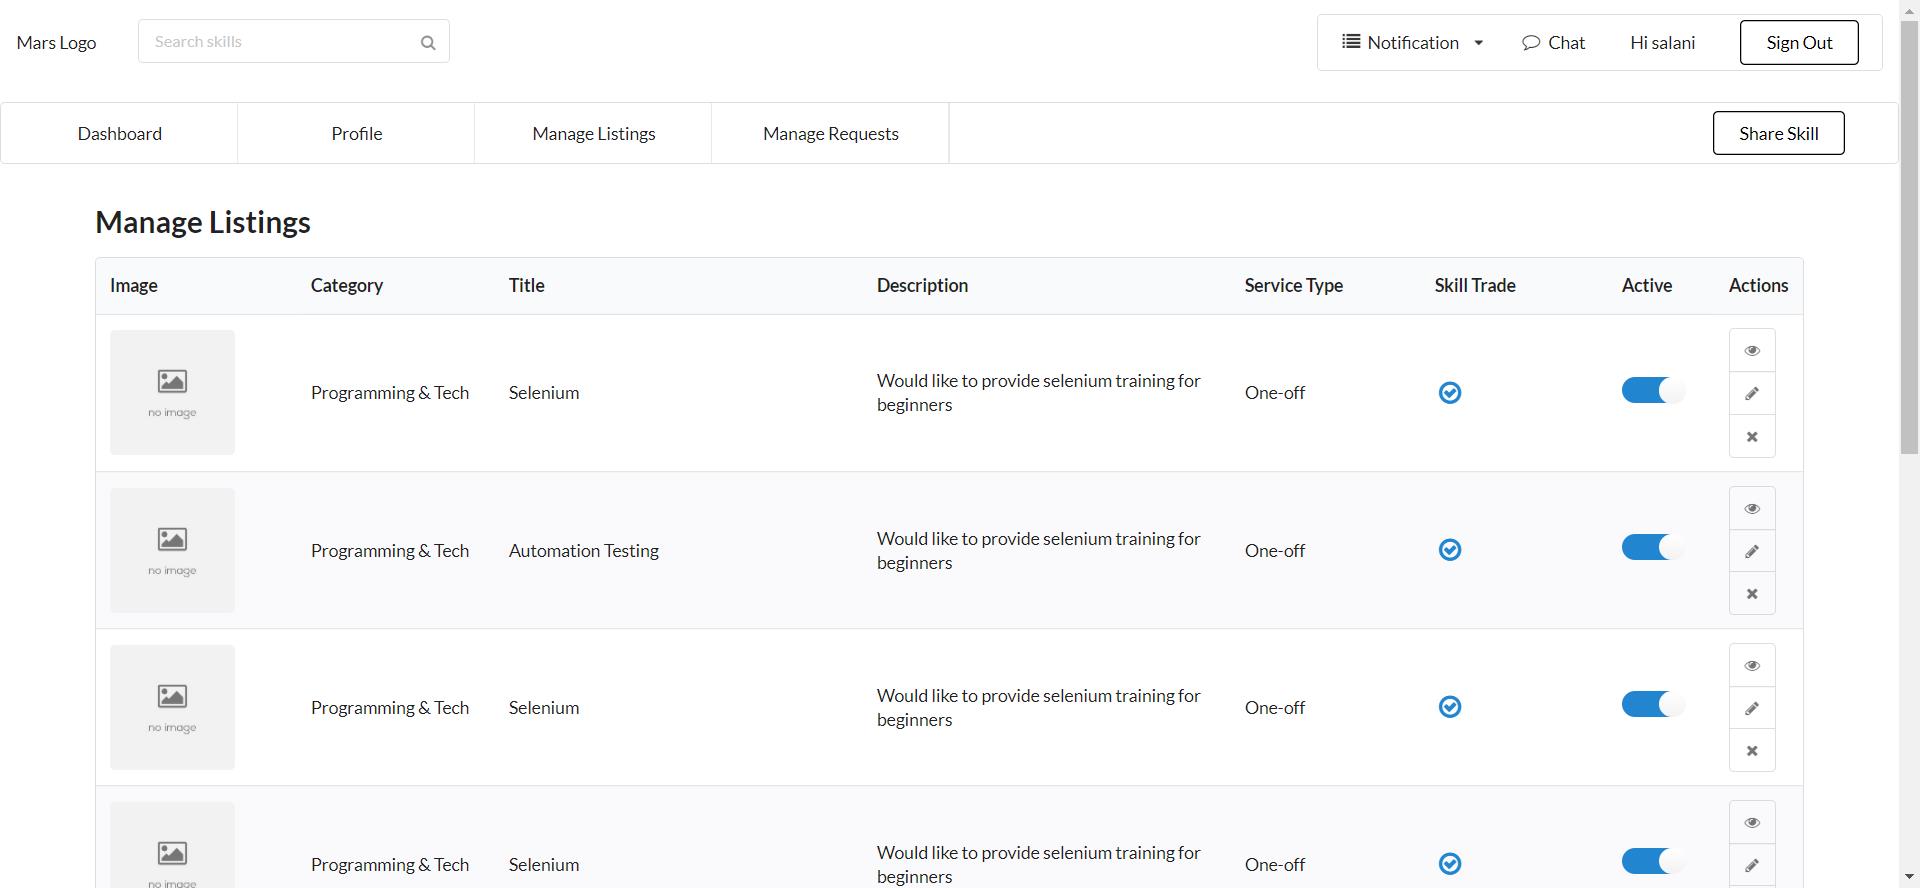 Mars Logo
Search skills
Notification
Chat
Hi salani
Sign Out
Dashboard
Profile
Manage Listings
Manage Requests
Share Skill
Manage Listings
Image
Category
Title
Description
Service Type
Skill Trade
Active
Actions
no image
Programming & Tech
Selenium
Would like to provide selenium training for
beginners
One-off
no image
Programming & Tech
Automation Testing
Would like to provide selenium training for
beginners
One-off
no image
Programming & Tech
Selenium
Would like to provide selenium training for
beginners
One-off
no image
Programming & Tech
Selenium
Would like to provide selenium training for
beginners
One-off